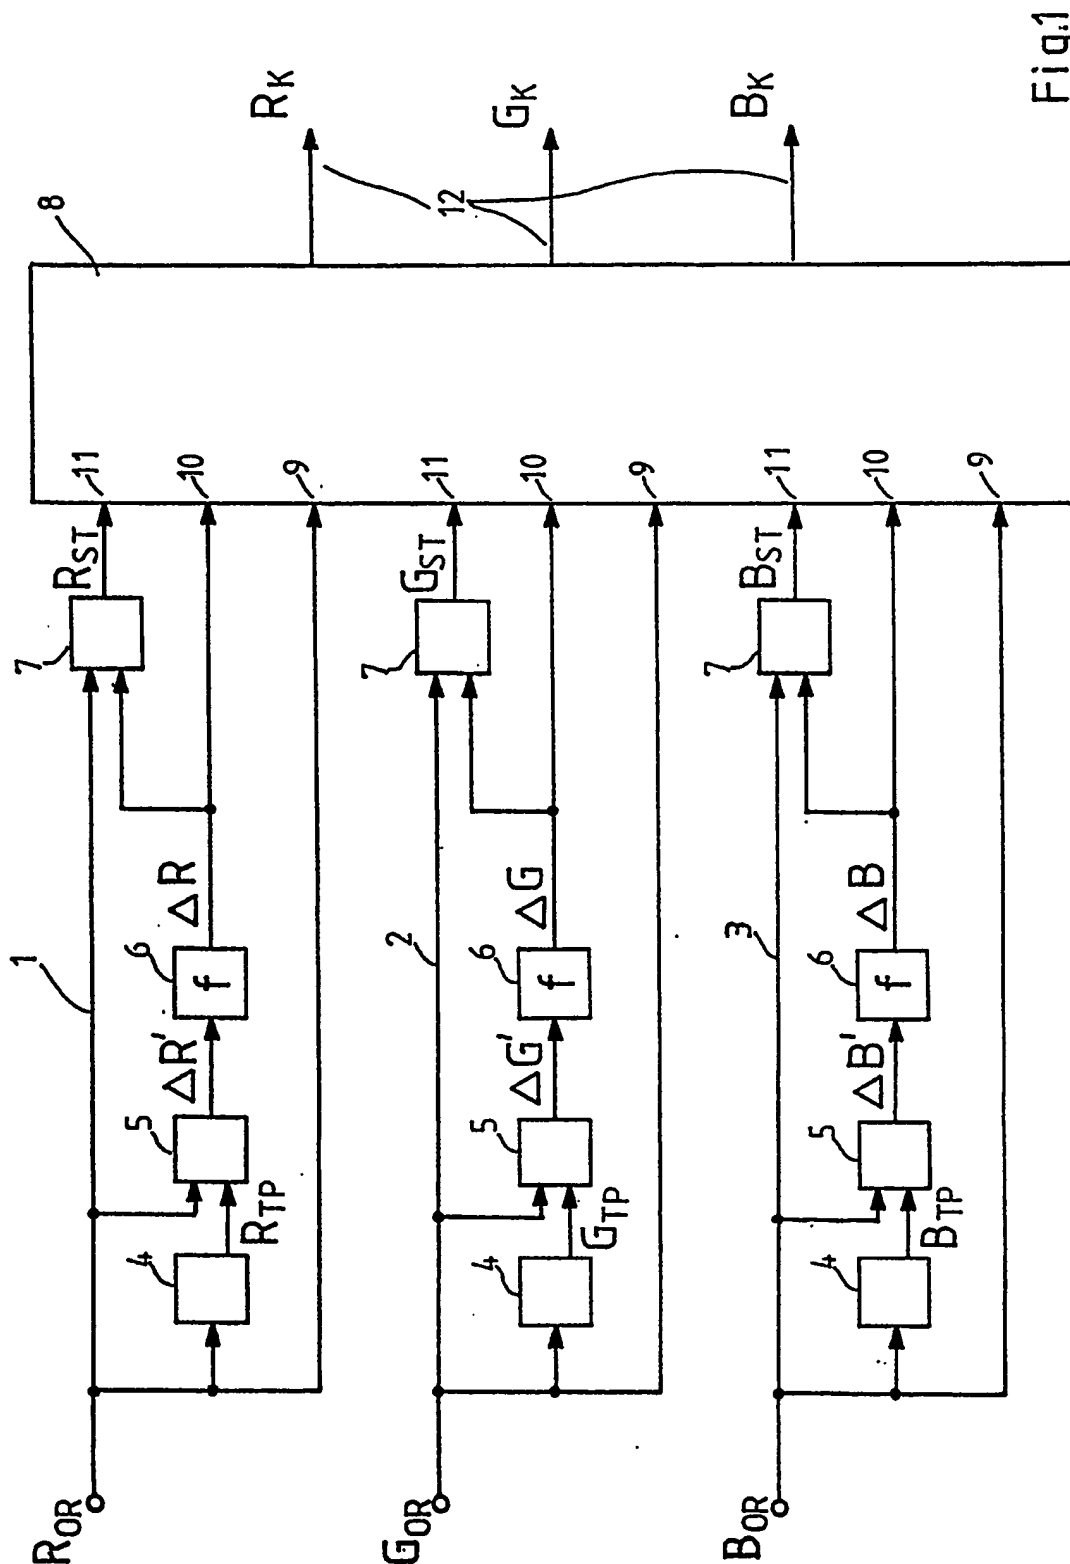 R_OR
1
4
R_TP
5
ΔR'
6
f
ΔR
7
R_ST
11
10
9
8
R_K
G_OR
2
4
G_TP
5
ΔG'
6
f
ΔG
7
G_ST
11
10
9
12
G_K
B_OR
3
4
B_TP
5
ΔB'
6
f
ΔB
7
B_ST
11
10
9
B_K
Fig.1